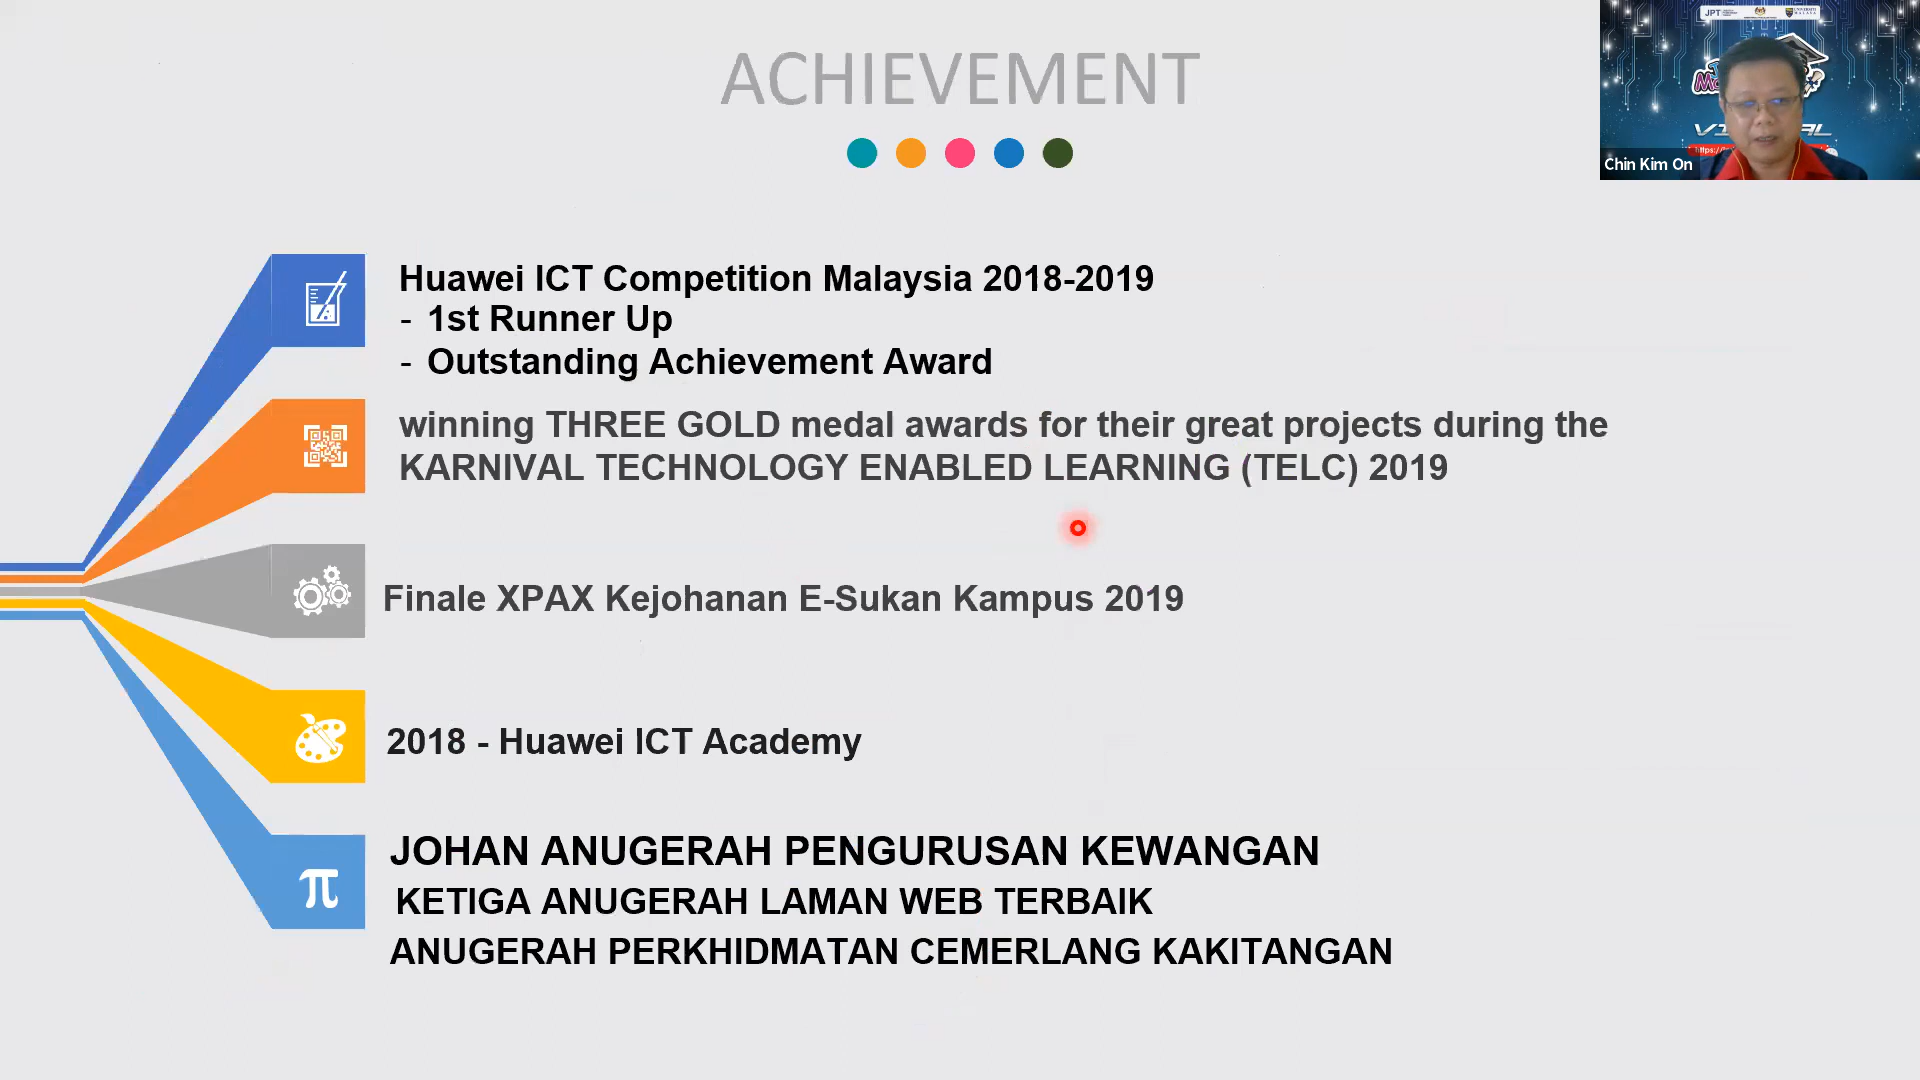 ACHIEVEMENT
JPT
Chin Kim On
Huawei ICT Competition Malaysia 2018-2019
- 1st Runner Up
- Outstanding Achievement Award
winning THREE GOLD medal awards for their great projects during the
KARNIVAL TECHNOLOGY ENABLED LEARNING (TELC) 2019
Finale XPAX Kejohanan E-Sukan Kampus 2019
2018 - Huawei ICT Academy
JOHAN ANUGERAH PENGURUSAN KEWANGAN
KETIGA ANUGERAH LAMAN WEB TERBAIK
ANUGERAH PERKHIDMATAN CEMERLANG KAKITANGAN